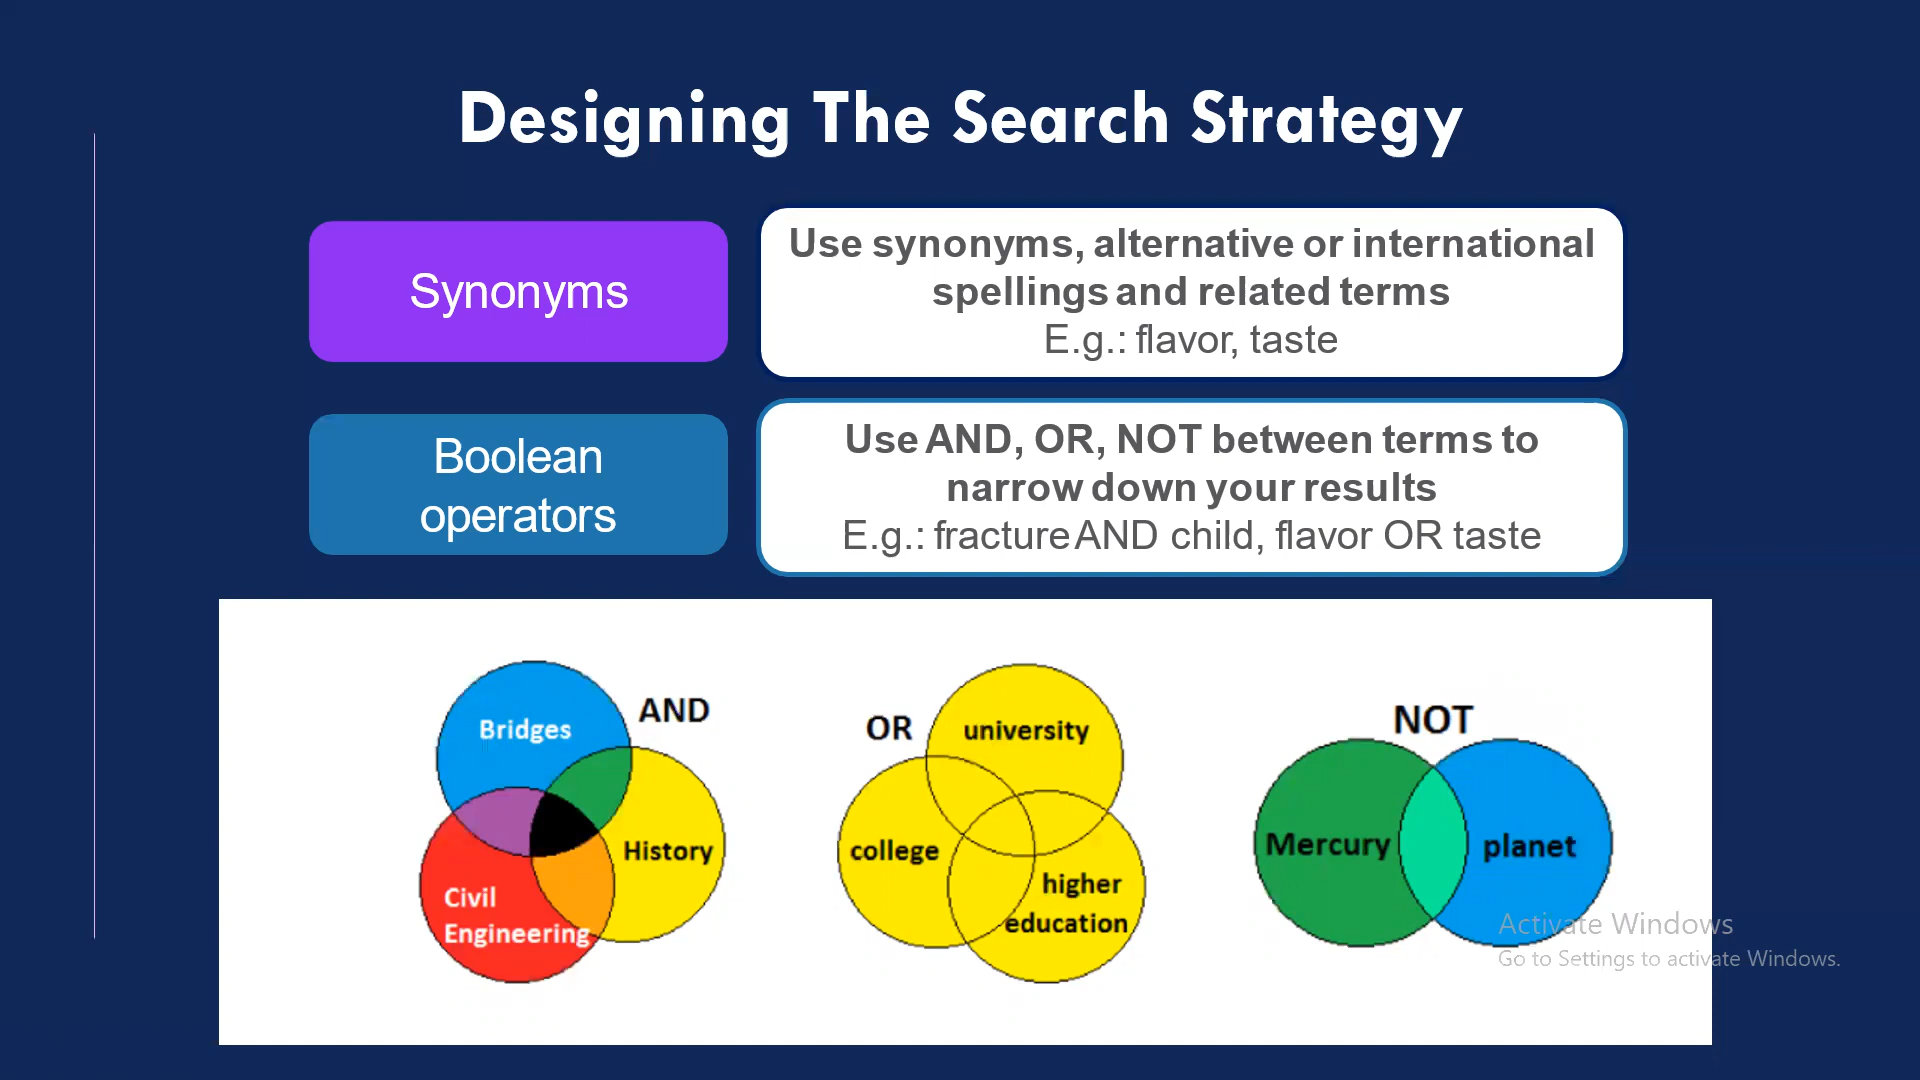 Designing The Search Strategy
Synonyms
Use synonyms, alternative or international
spellings and related terms
E.g.: flavor, taste
Boolean
operators
Use AND, OR, NOT between terms to
narrow down your results
E.g.: fracture AND child, flavor OR taste
Bridges
AND
History
Civil
Engineering
OR
university
college
higher
education
NOT
Mercury
planet
Activate Windows
Go to Settings to activate Windows.